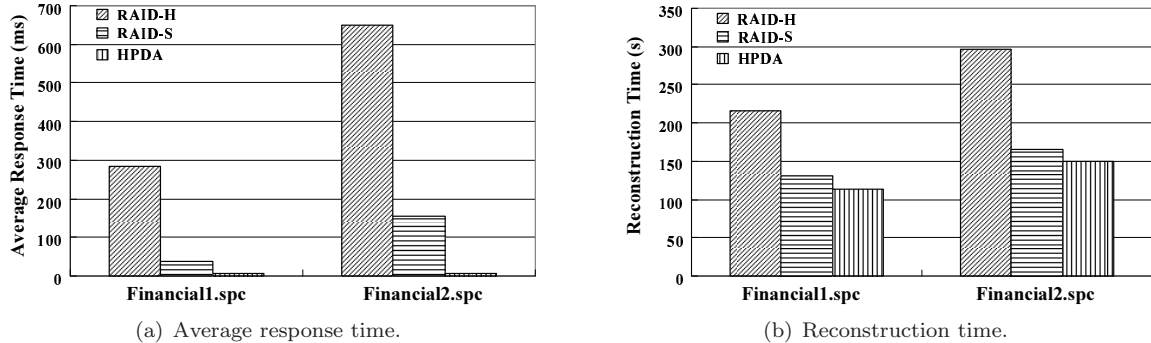 Average Response Time (ms)
700
600
500
400
300
200
100
0
RAID-H
RAID-S
HPDA
Financial1.spc
Financial2.spc
(a) Average response time.
Reconstruction Time (s)
350
300
250
200
150
100
50
0
RAID-H
RAID-S
HPDA
Financial1.spc
Financial2.spc
(b) Reconstruction time.